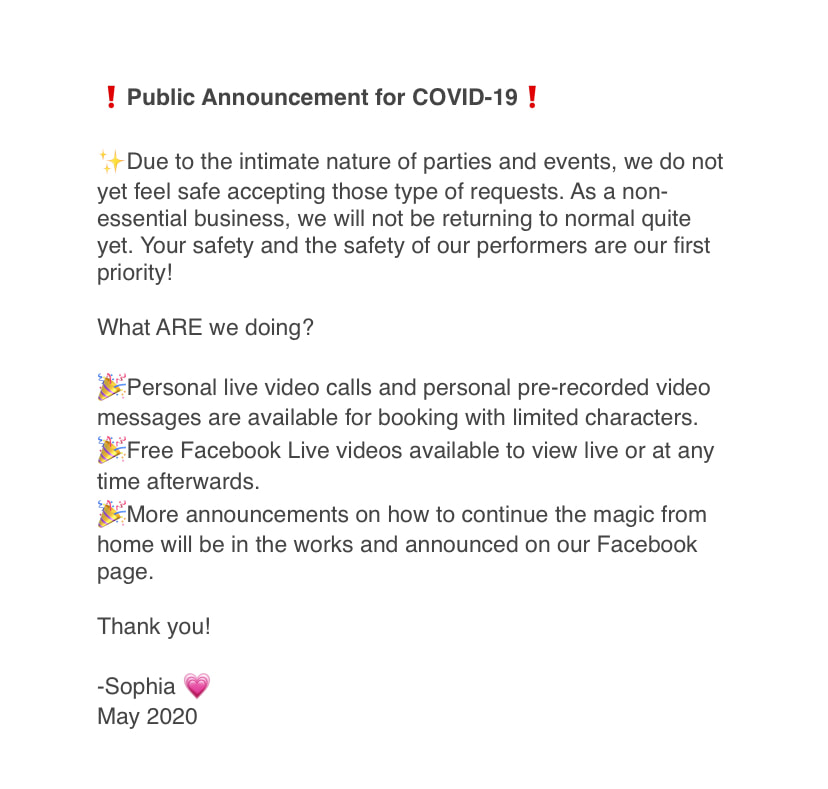 ❗Public Announcement for COVID-19❗
✨Due to the intimate nature of parties and events, we do not
yet feel safe accepting those type of requests. As a non-
essential business, we will not be returning to normal quite
yet. Your safety and the safety of our performers are our first
priority!
What ARE we doing?
🎉Personal live video calls and personal pre-recorded video
messages are available for booking with limited characters.
🎉Free Facebook Live videos available to view live or at any
time afterwards.
🎉More announcements on how to continue the magic from
home will be in the works and announced on our Facebook
page.
Thank you!
-Sophia 💗
May 2020